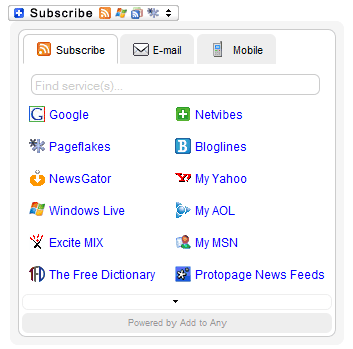 Subscribe
Subscribe E-mail Mobile
Find service(s)...
Google Netvibes
Pageflakes Bloglines
NewsGator My Yahoo
Windows Live My AOL
Excite MIX My MSN
The Free Dictionary Protopage News Feeds
Powered by Add to Any